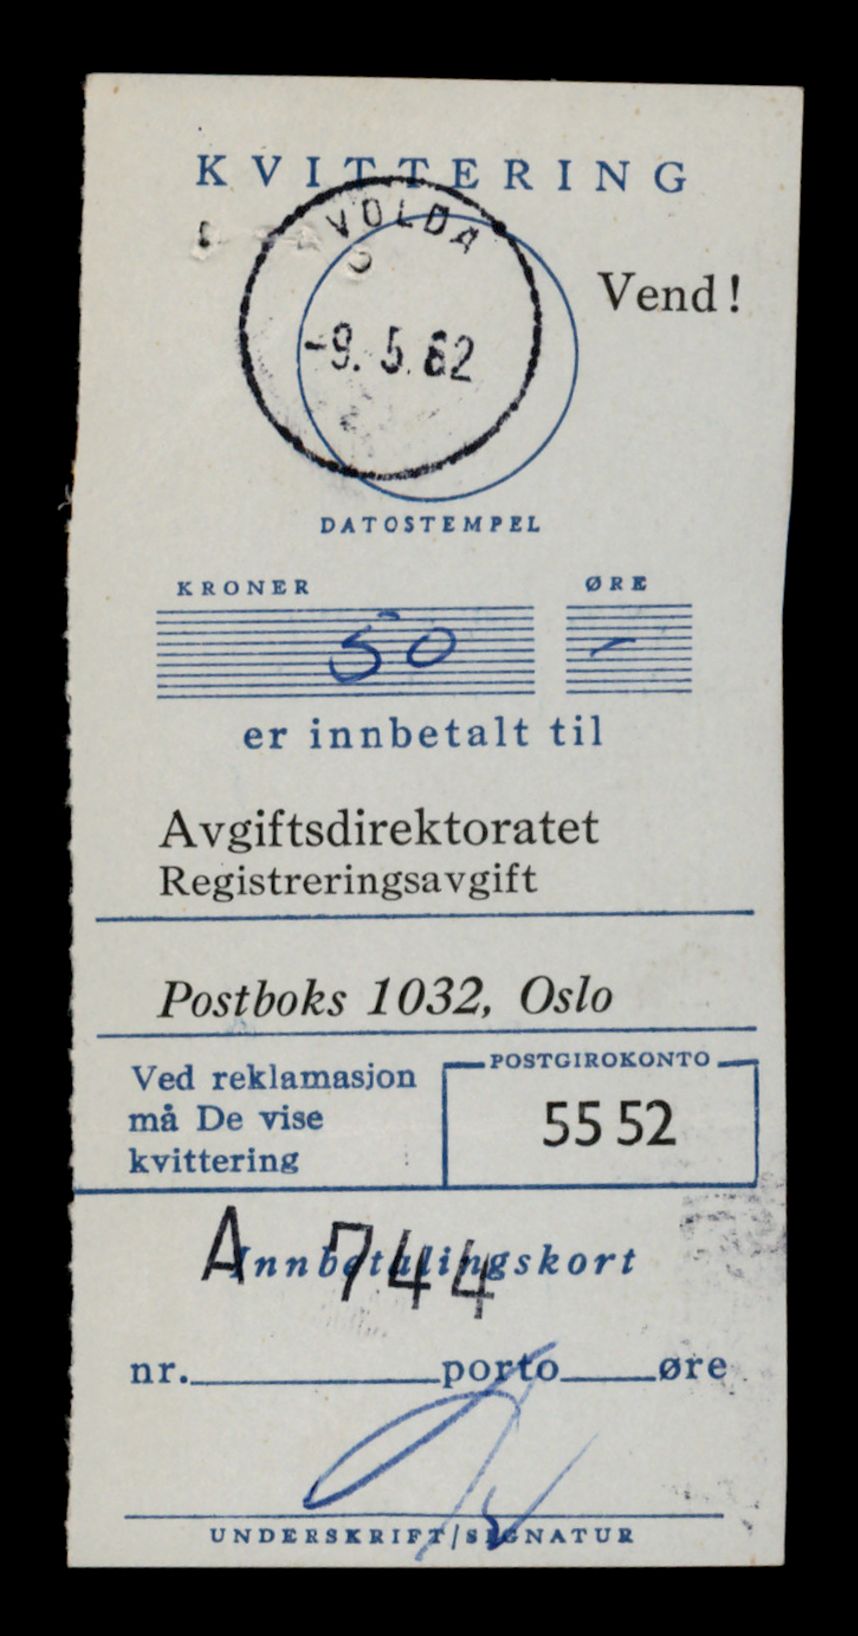 KVITTERING
VOLDA
Vend!
-9. 5. 62
DATOSTEMPEL
KRONER ØRE
50 -
er innbetalt til
Avgiftsdirektoratet
Registreringsavgift
Postboks 1032, Oslo
Ved reklamasjon
må De vise
kvittering
POSTGIROKONTO
55 52
A 744
Innbetalingskort
nr. porto øre
UNDERSKRIFT/SIGNATUR